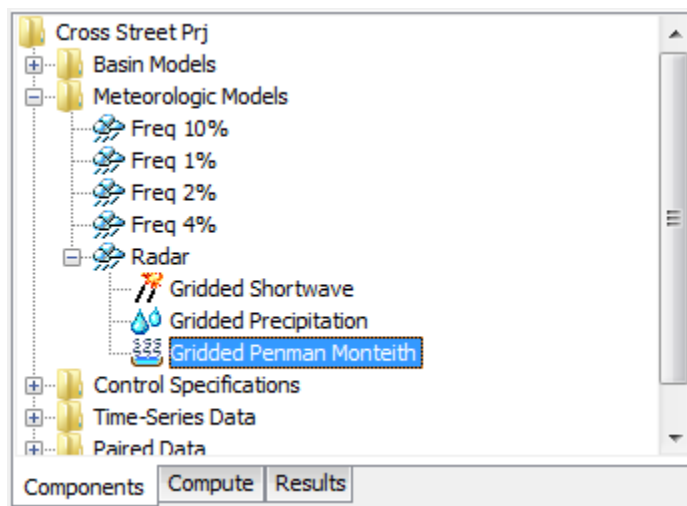 Cross Street Prj
Basin Models
Meteorologic Models
Freq 10%
Freq 1%
Freq 2%
Freq 4%
Radar
Gridded Shortwave
Gridded Precipitation
Gridded Penman Monteith
Control Specifications
Time-Series Data
Paired Data
Components Compute Results